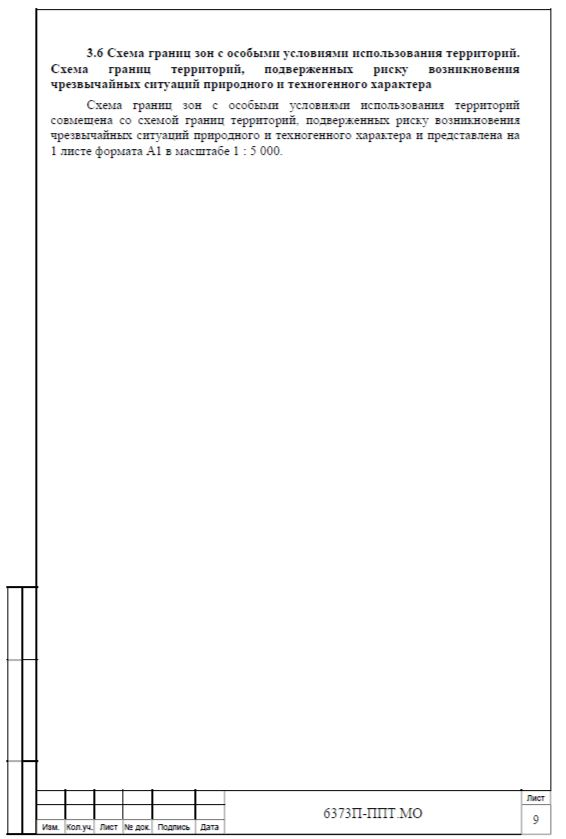 3.6 Схема границ зон с особыми условиями использования территорий.
Схема границ территорий, подверженных риску возникновения
чрезвычайных ситуаций природного и техногенного характера
Схема границ зон с особыми условиями использования территорий
совмещена со схемой границ территорий, подверженных риску возникновения
чрезвычайных ситуаций природного и техногенного характера и представлена на
1 листе формата А1 в масштабе 1 : 5 000.
6373П-ППТ.МО
Лист
9
Изм. Кол.уч. Лист № док. Подпись Дата